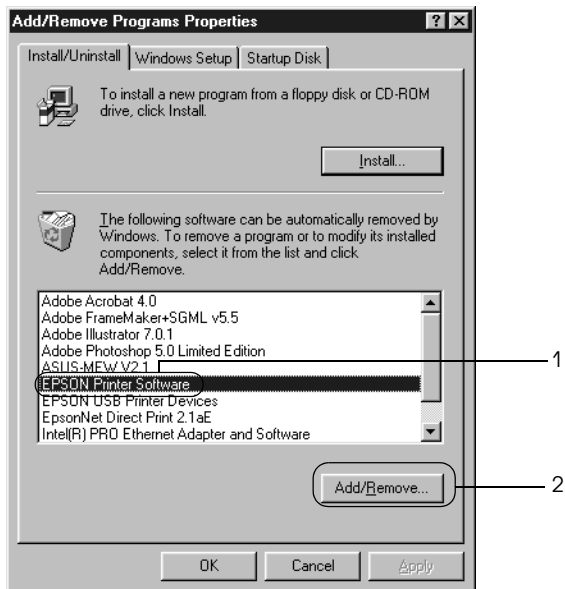 Add/Remove Programs Properties
Install/Uninstall Windows Setup Startup Disk
To install a new program from a floppy disk or CD-ROM
drive, click Install.
Install...
The following software can be automatically removed by
Windows. To remove a program or to modify its installed
components, select it from the list and click
Add/Remove.
Adobe Acrobat 4.0
Adobe FrameMaker+SGML v5.5
Adobe Illustrator 7.0.1
Adobe Photoshop 5.0 Limited Edition
ASUS-MEW V2.1
1
EPSON Printer Software
EPSON USB Printer Devices
EpsonNet Direct Print 2.1aE
Intel(R) PRO Ethernet Adapter and Software
Add/Remove...
2
OK Cancel Apply